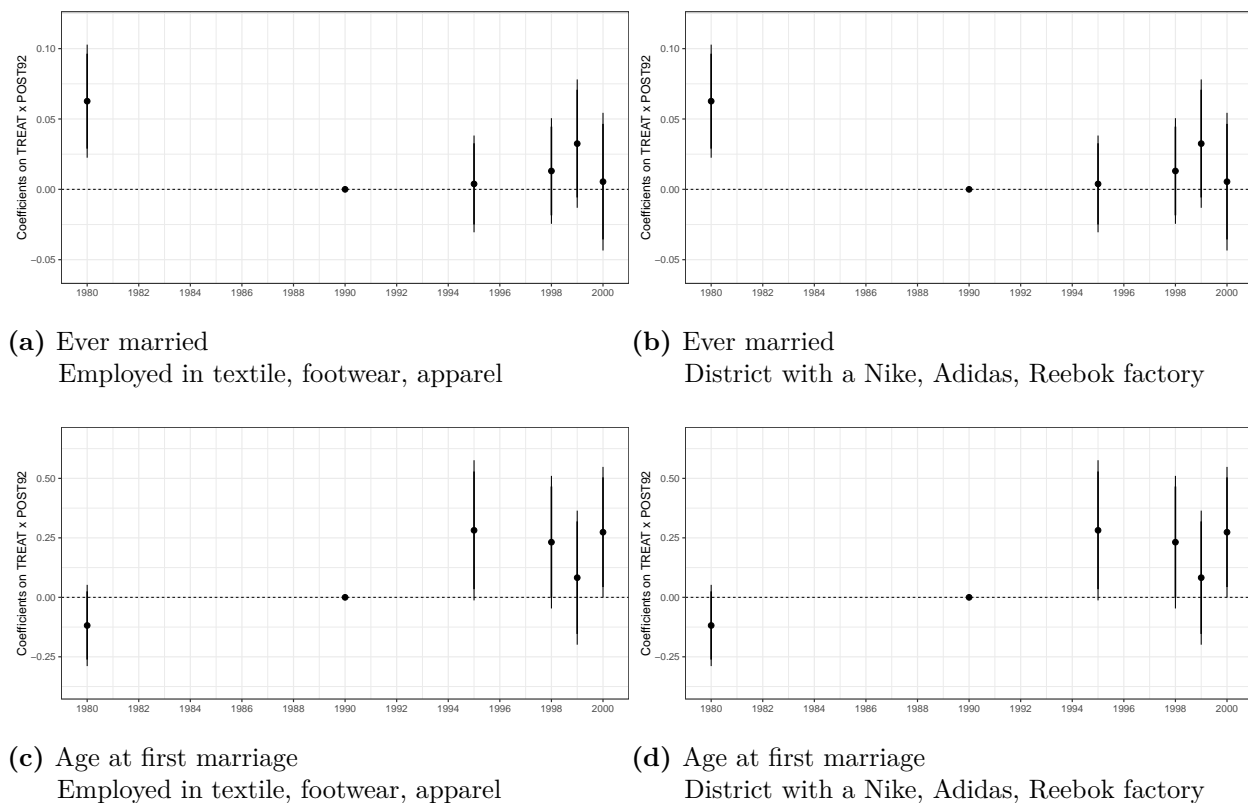 Coefficients on TREAT x POST92
0.10
0.05
0.00
−0.05
1980 1982 1984 1986 1988 1990 1992 1994 1996 1998 2000
Coefficients on TREAT x POST92
0.10
0.05
0.00
−0.05
1980 1982 1984 1986 1988 1990 1992 1994 1996 1998 2000
(a) Ever married
Employed in textile, footwear, apparel
(b) Ever married
District with a Nike, Adidas, Reebok factory
Coefficients on TREAT x POST92
0.50
0.25
0.00
−0.25
1980 1982 1984 1986 1988 1990 1992 1994 1996 1998 2000
Coefficients on TREAT x POST92
0.50
0.25
0.00
−0.25
1980 1982 1984 1986 1988 1990 1992 1994 1996 1998 2000
(c) Age at first marriage
Employed in textile, footwear, apparel
(d) Age at first marriage
District with a Nike, Adidas, Reebok factory